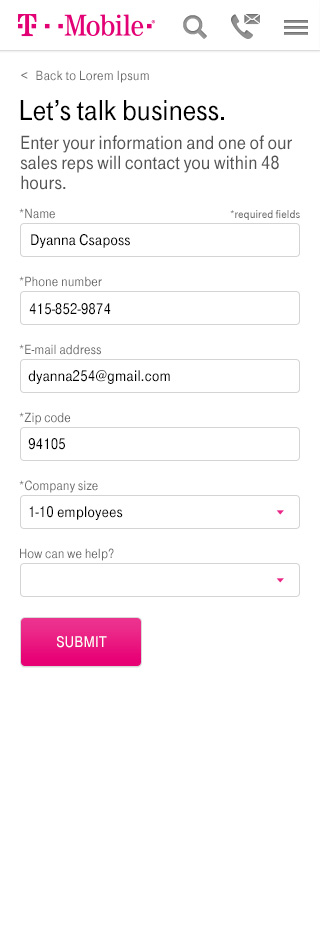 T Mobile
< Back to Lorem Ipsum
Let's talk business.
Enter your information and one of our
sales reps will contact you within 48
hours.
*Name *required fields
Dyanna Csaposs
*Phone number
415-852-9874
*E-mail address
dyanna254@gmail.com
*Zip code
94105
*Company size
1-10 employees
How can we help?
SUBMIT